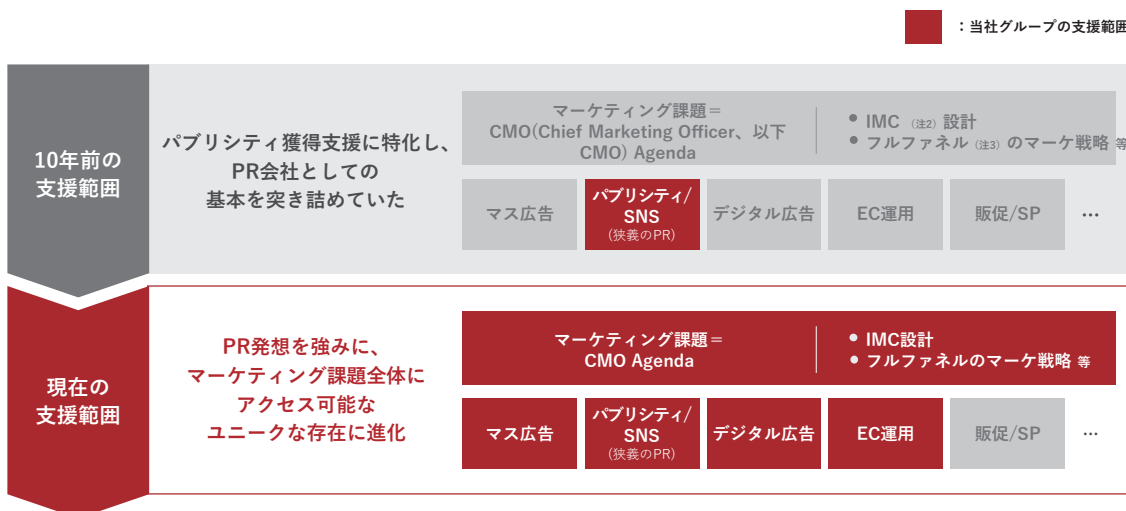 ：当社グループの支援範囲
10年前の
支援範囲
パブリシティ獲得支援に特化し、
PR会社としての
基本を突き詰めていた
マーケティング課題＝
CMO(Chief Marketing Officer、以下
CMO) Agenda
● IMC （注2） 設計
● フルファネル （注3） のマーケ戦略 等
マス広告
パブリシティ/
SNS
(狭義のPR)
デジタル広告
EC運用
販促/SP
…
現在の
支援範囲
PR発想を強みに、
マーケティング課題全体に
アクセス可能な
ユニークな存在に進化
マーケティング課題＝
CMO Agenda
● IMC設計
● フルファネルのマーケ戦略 等
マス広告
パブリシティ/
SNS
(狭義のPR)
デジタル広告
EC運用
販促/SP
…